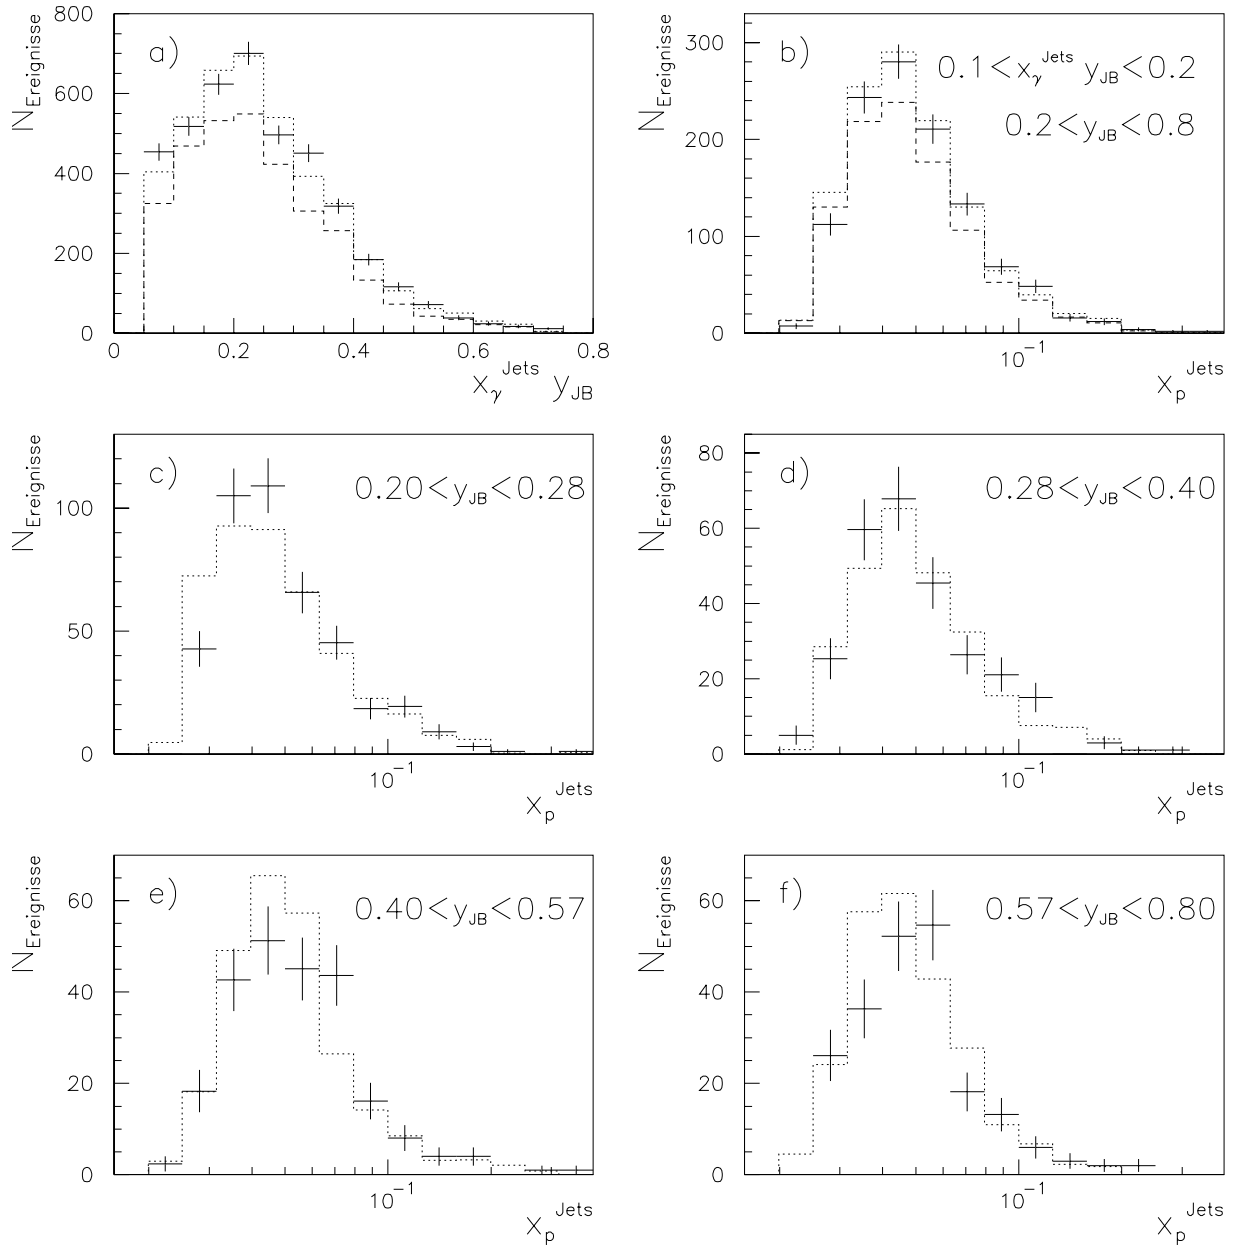 a)
N_Ereignisse
800
600
400
200
0
0 0.2 0.4 0.6 0.8
x_γ^Jets y_JB
b)
0.1<x_γ^Jets y_JB<0.2
0.2<y_JB<0.8
N_Ereignisse
300
200
100
0
10^-1
x_p^Jets
c)
0.20<y_JB<0.28
N_Ereignisse
100
50
0
10^-1
x_p^Jets
d)
0.28<y_JB<0.40
N_Ereignisse
80
60
40
20
0
10^-1
x_p^Jets
e)
0.40<y_JB<0.57
N_Ereignisse
60
40
20
0
10^-1
x_p^Jets
f)
0.57<y_JB<0.80
N_Ereignisse
60
40
20
0
10^-1
x_p^Jets